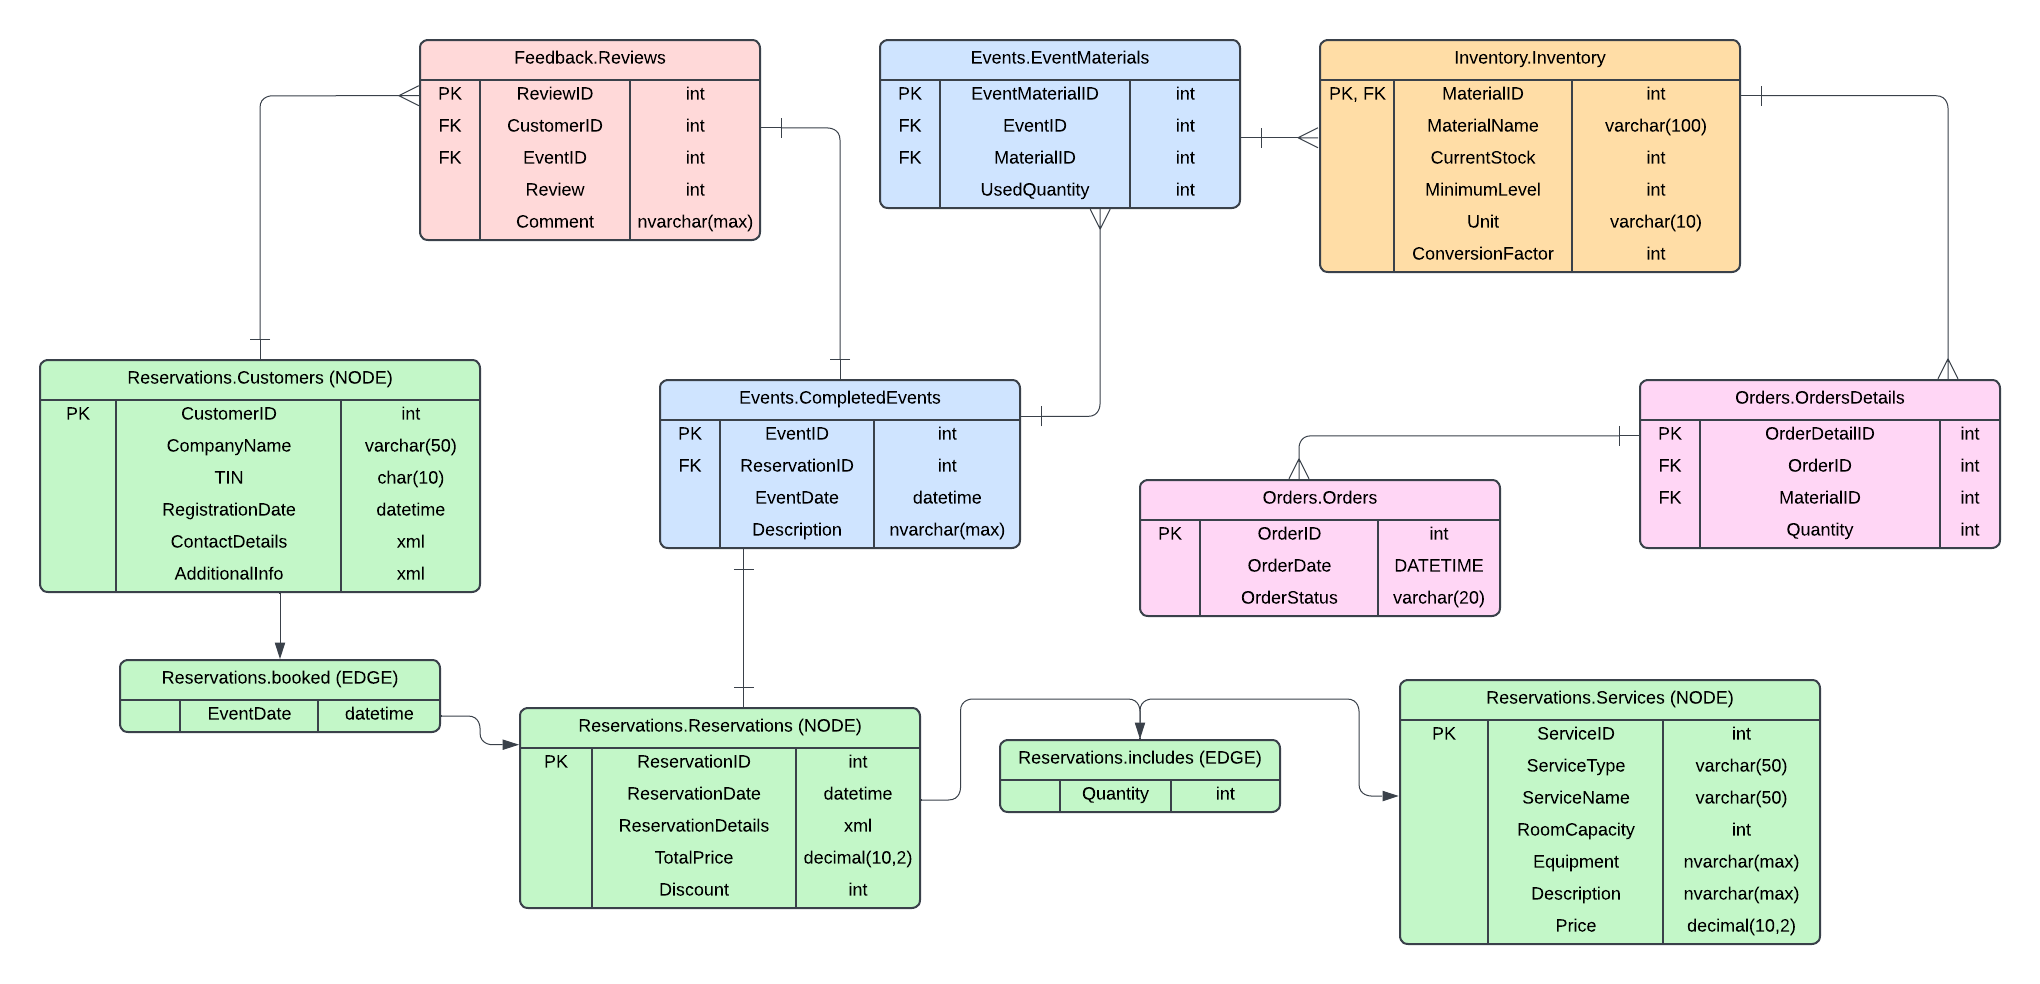 Feedback.Reviews
PK ReviewID int
FK CustomerID int
FK EventID int
Review int
Comment nvarchar(max)
Events.EventMaterials
PK EventMaterialID int
FK EventID int
FK MaterialID int
UsedQuantity int
Inventory.Inventory
PK, FK MaterialID int
MaterialName varchar(100)
CurrentStock int
MinimumLevel int
Unit varchar(10)
ConversionFactor int
Reservations.Customers (NODE)
PK CustomerID int
CompanyName varchar(50)
TIN char(10)
RegistrationDate datetime
ContactDetails xml
AdditionalInfo xml
Events.CompletedEvents
PK EventID int
FK ReservationID int
EventDate datetime
Description nvarchar(max)
Orders.OrdersDetails
PK OrderDetailID int
FK OrderID int
FK MaterialID int
Quantity int
Orders.Orders
PK OrderID int
OrderDate DATETIME
OrderStatus varchar(20)
Reservations.booked (EDGE)
EventDate datetime
Reservations.Reservations (NODE)
PK ReservationID int
ReservationDate datetime
ReservationDetails xml
TotalPrice decimal(10,2)
Discount int
Reservations.includes (EDGE)
Quantity int
Reservations.Services (NODE)
PK ServiceID int
ServiceType varchar(50)
ServiceName varchar(50)
RoomCapacity int
Equipment nvarchar(max)
Description nvarchar(max)
Price decimal(10,2)